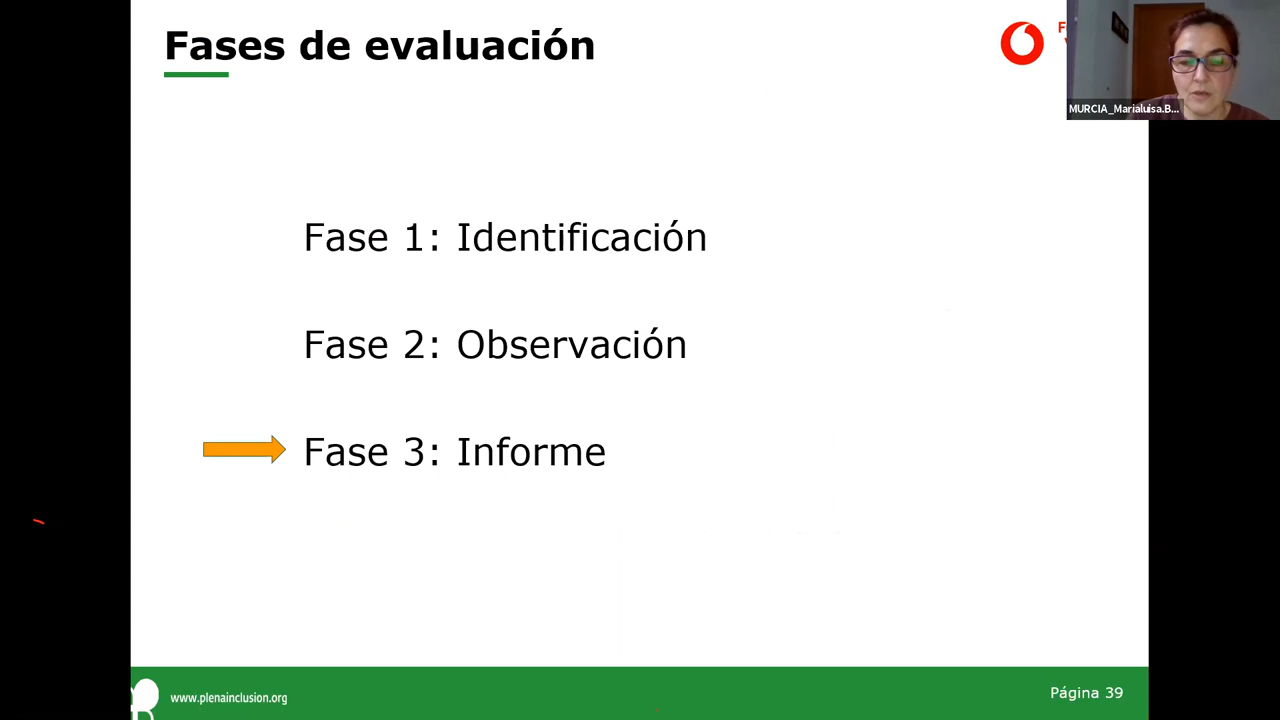 Fases de evaluación
MURCIA_Marialuisa.B...
Fase 1: Identificación
Fase 2: Observación
Fase 3: Informe
www.plenainclusion.org
Página 39